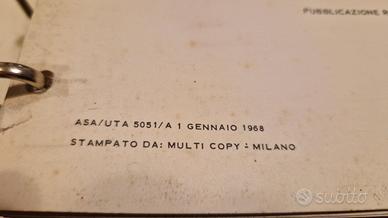 PUBBLICAZIONE
ASA/UTA 5051/A 1 GENNAIO 1968
STAMPATO DA: MULTI COPY - MILANO
subito